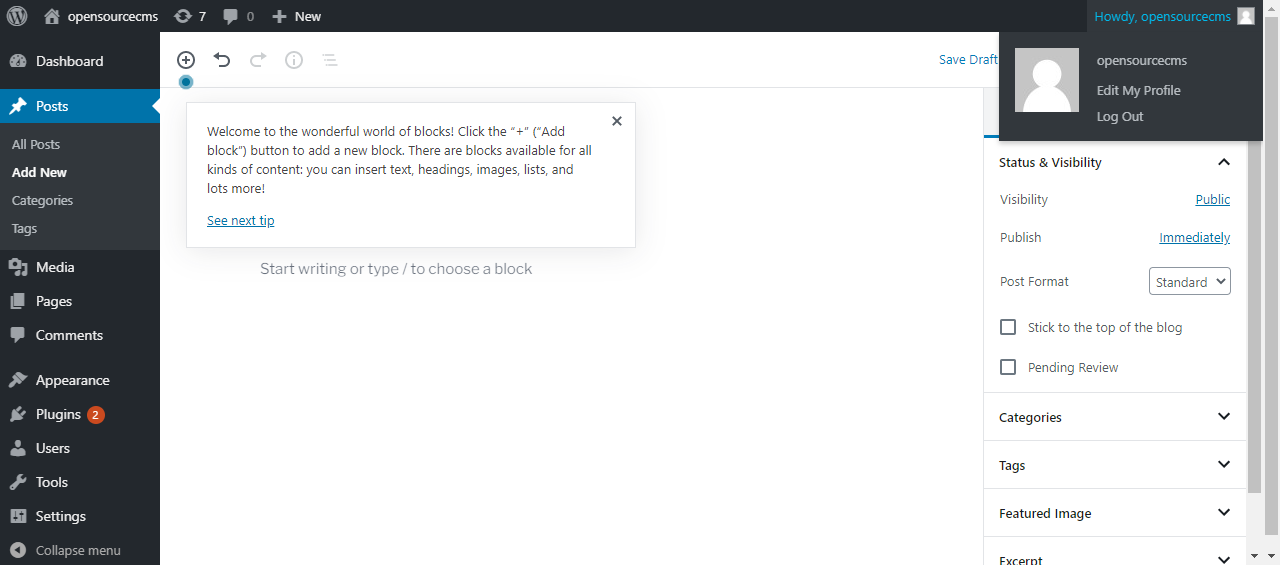 opensourcecms
7
0
New
Howdy, opensourcecms
opensourcecms
Edit My Profile
Log Out
Dashboard
Posts
All Posts
Add New
Categories
Tags
Media
Pages
Comments
Appearance
Plugins 2
Users
Tools
Settings
Collapse menu
Save Draft
Welcome to the wonderful world of blocks! Click the “+” (“Add
block”) button to add a new block. There are blocks available for all
kinds of content: you can insert text, headings, images, lists, and
lots more!
See next tip
Start writing or type / to choose a block
Status & Visibility
Visibility Public
Publish Immediately
Post Format Standard
Stick to the top of the blog
Pending Review
Categories
Tags
Featured Image
Excerpt